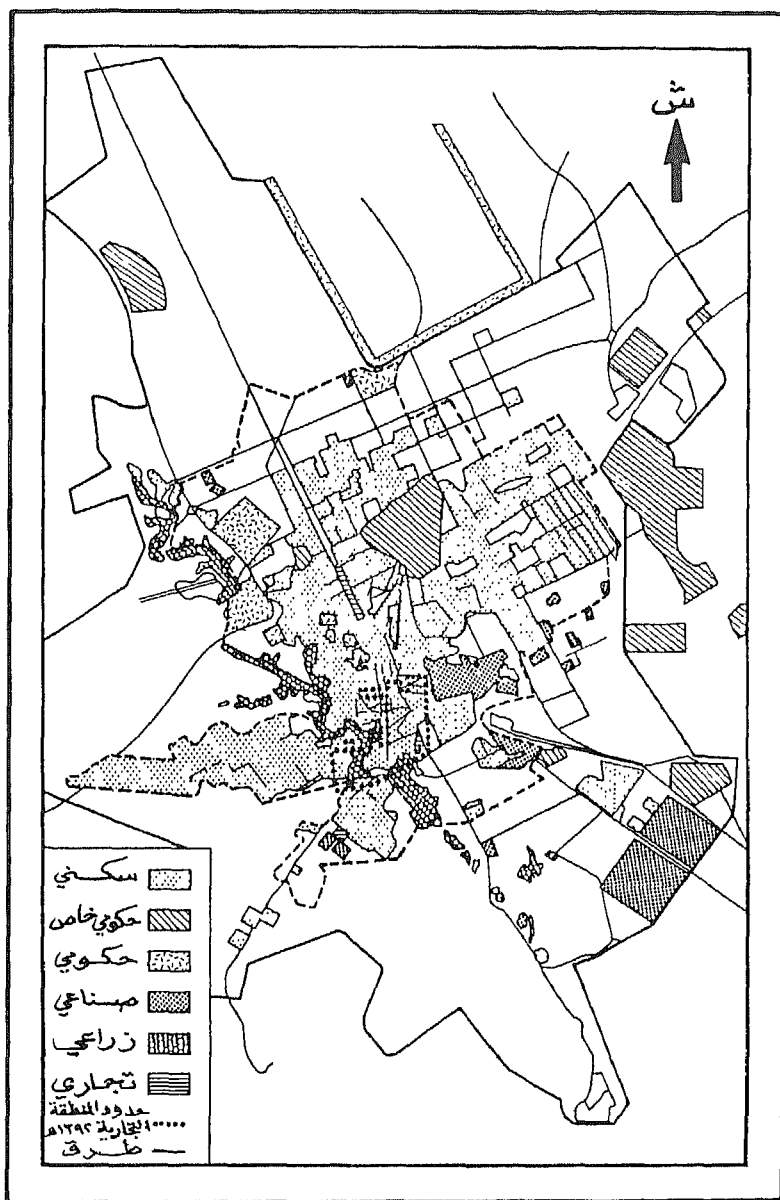 ش
سكني
حكومي خاص
حكومي
صناعي
زراعي
تجاري
حدود المنطقة
التجارية ١٣٩٢هـ
طرق